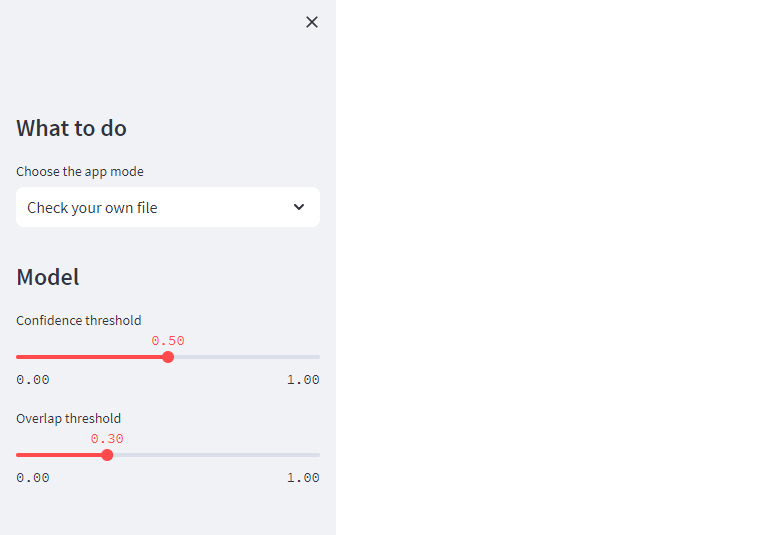 What to do
Choose the app mode
Check your own file
Model
Confidence threshold
0.50
0.00 1.00
Overlap threshold
0.30
0.00 1.00